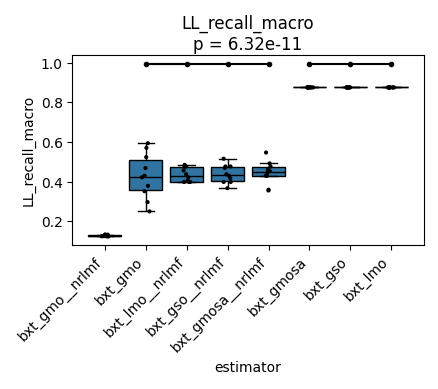 LL_recall_macro
p = 6.32e-11
LL_recall_macro
1.0
0.8
0.6
0.4
0.2
bxt_gmo__nrlmf
bxt_gmo
bxt_lmo__nrlmf
bxt_gso__nrlmf
bxt_gmosa__nrlmf
bxt_gmosa
bxt_gso
bxt_lmo
estimator